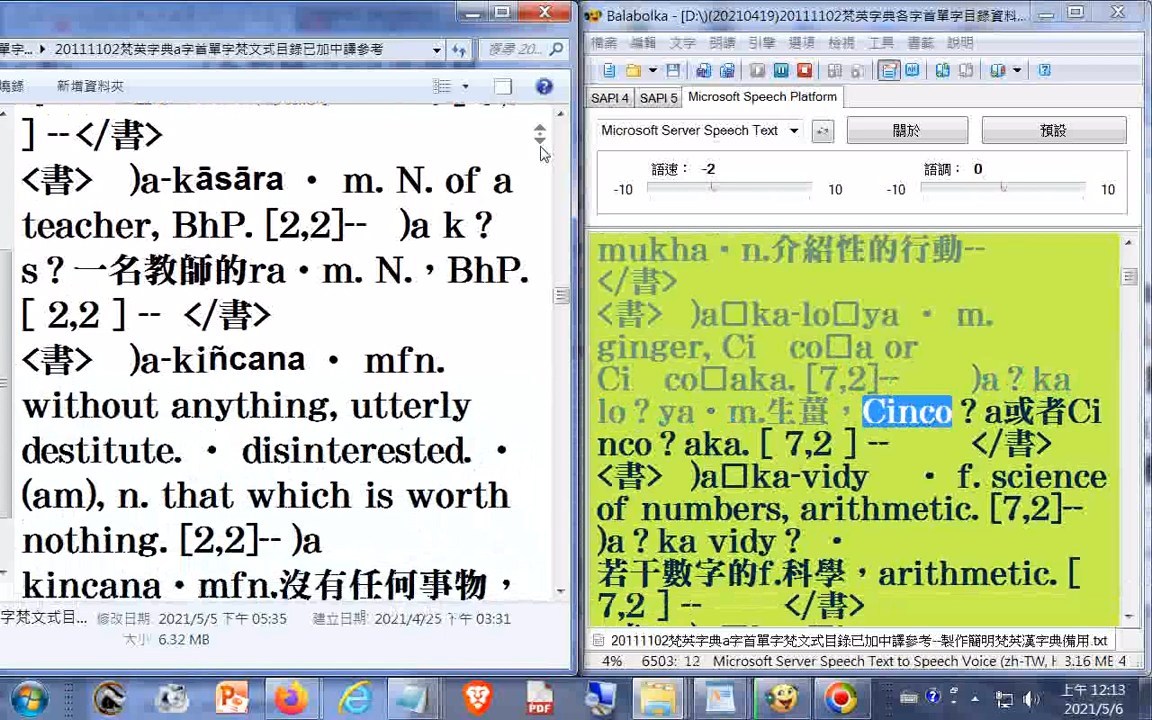 單字... ▸ 20111102梵英字典a字首單字梵文式目錄已加中譯參考
搜尋 20...
燒錄 新增資料夾
] --</書>
<書> )a-kāsāra • m. N. of a
teacher, BhP. [2,2]-- )a k？
s？一名教師的ra・m. N.，BhP.
[ 2,2 ] -- </書>
<書> )a-kiñcana • mfn.
without anything, utterly
destitute. • disinterested. •
(am), n. that which is worth
nothing. [2,2]-- )a
kincana・mfn.沒有任何事物，
字梵文式目... 修改日期: 2021/5/5 下午 05:35 建立日期: 2021/4/25 下午 03:31
大小: 6.32 MB
Balabolka - [D:\)(20210419)20111102梵英字典各字首單字目錄資料...
檔案 編輯 文字 朗讀 引擎 選項 檢視 工具 書籤 說明
SAPI 4 SAPI 5 Microsoft Speech Platform
Microsoft Server Speech Text 關於 預設
語速： -2 語調： 0
-10 10 -10 10
mukha・n.介紹性的行動--
</書>
<書> )a□ka-lo□ya • m.
ginger, Ci co□a or
Ci co□aka. [7,2]-- )a？ka
lo？ya・m.生薑，Cinco？a或者Ci
nco？aka. [ 7,2 ] -- </書>
<書> )a□ka-vidy • f. science
of numbers, arithmetic. [7,2]--
)a？ka vidy？ •
若干數字的f.科學，arithmetic. [
7,2 ] -- </書>
20111102梵英字典a字首單字梵文式目錄已加中譯參考--製作簡明梵英漢字典備用.txt
4% 6503: 12 Microsoft Server Speech Text to Speech Voice (zh-TW, H 3.16 ME 4
PDF
上午 12:13
2021/5/6